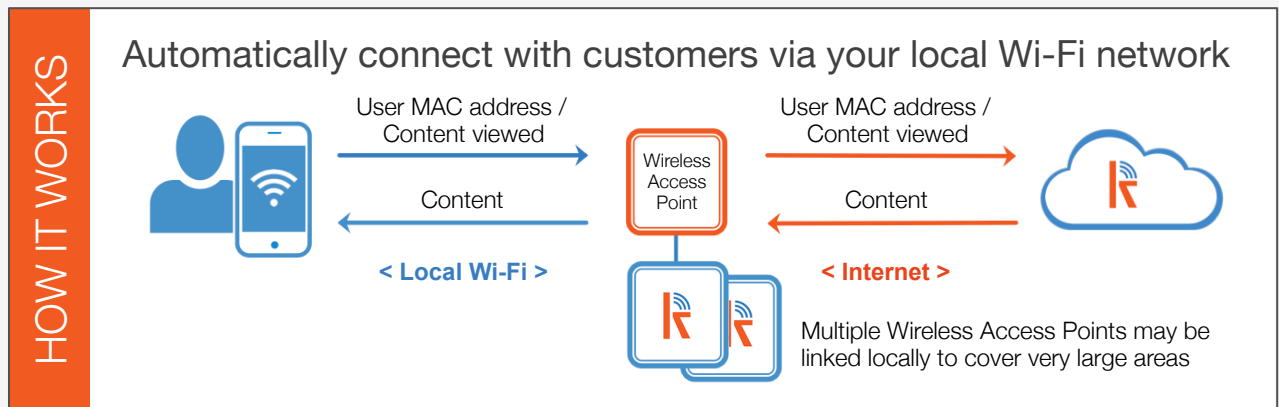 HOW IT WORKS
Automatically connect with customers via your local Wi-Fi network
User MAC address /
Content viewed
User MAC address /
Content viewed
Wireless
Access
Point
Content
Content
< Local Wi-Fi >
< Internet >
Multiple Wireless Access Points may be
linked locally to cover very large areas